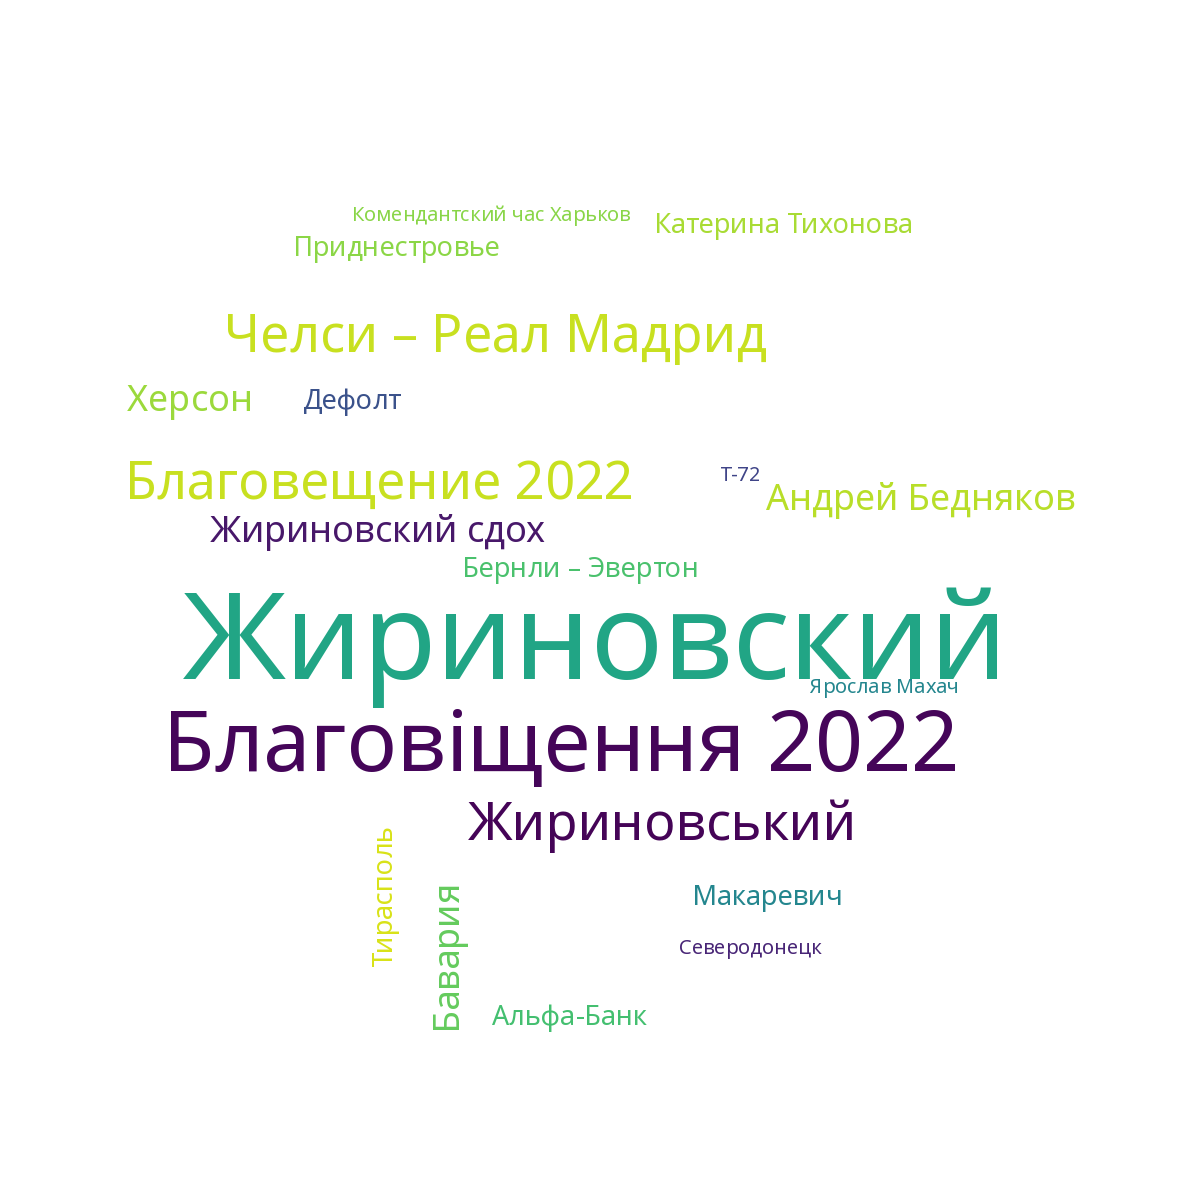 Комендантский час Харьков
Катерина Тихонова
Приднестровье
Челси – Реал Мадрид
Херсон
Дефолт
Благовещение 2022
Т-72
Андрей Бедняков
Жириновский сдох
Бернли – Эвертон
Жириновский
Ярослав Махач
Благовіщення 2022
Жириновський
Тирасполь
Бавария
Макаревич
Северодонецк
Альфа-Банк